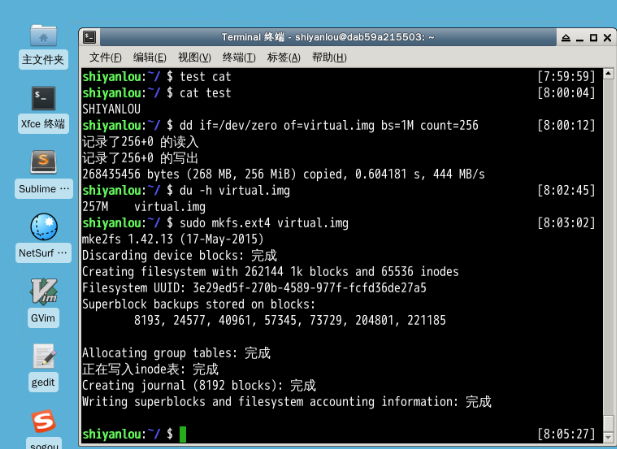 Terminal 终端 - shiyanlou@dab59a215503: ~
文件(F) 编辑(E) 视图(V) 终端(T) 标签(A) 帮助(H)
主文件夹
Xfce 终端
Sublime ···
NetSurf ···
GVim
gedit
sogou
shiyanlou:~/ $ test cat [7:59:59]
shiyanlou:~/ $ cat test [8:00:04]
SHIYANLOU
shiyanlou:~/ $ dd if=/dev/zero of=virtual.img bs=1M count=256 [8:00:12]
记录了256+0 的读入
记录了256+0 的写出
268435456 bytes (268 MB, 256 MiB) copied, 0.604181 s, 444 MB/s
shiyanlou:~/ $ du -h virtual.img [8:02:45]
257M virtual.img
shiyanlou:~/ $ sudo mkfs.ext4 virtual.img [8:03:02]
mke2fs 1.42.13 (17-May-2015)
Discarding device blocks: 完成
Creating filesystem with 262144 1k blocks and 65536 inodes
Filesystem UUID: 3e29ed5f-270b-4589-977f-fcfd36de27a5
Superblock backups stored on blocks:
8193, 24577, 40961, 57345, 73729, 204801, 221185
Allocating group tables: 完成
正在写入inode表: 完成
Creating journal (8192 blocks): 完成
Writing superblocks and filesystem accounting information: 完成
shiyanlou:~/ $ [8:05:27]